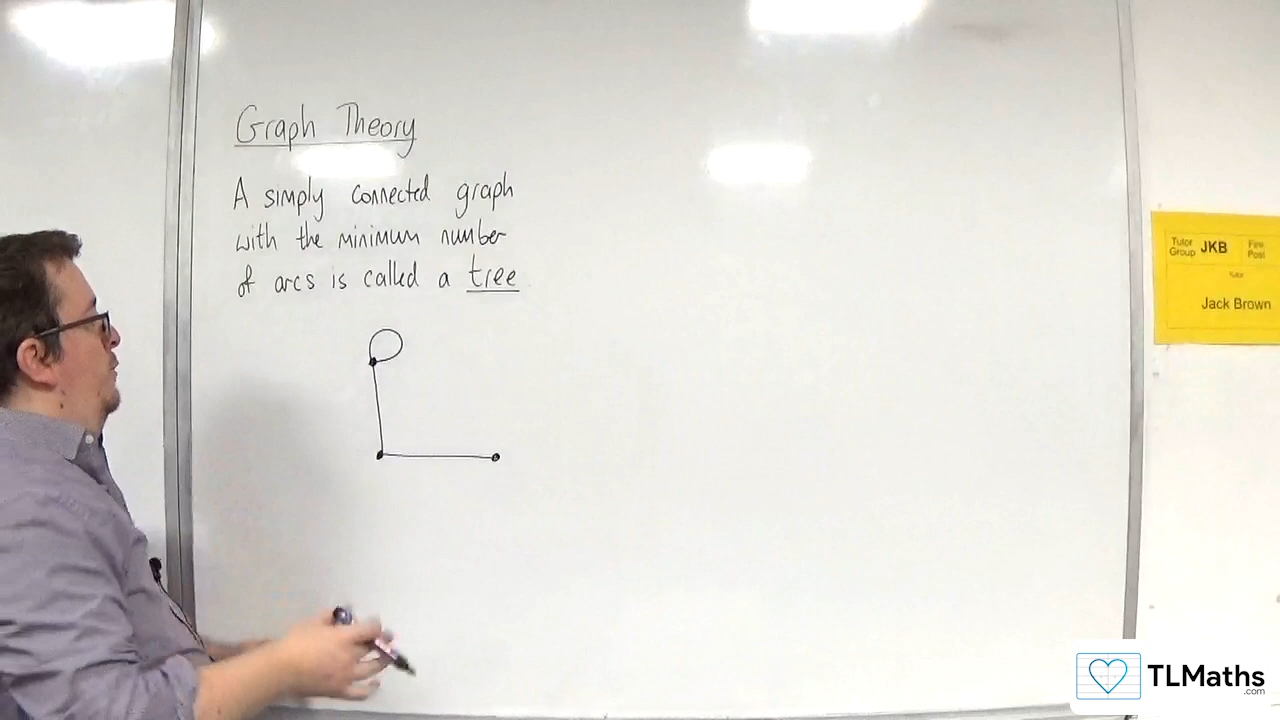 Graph Theory
A simply connected graph
with the minimum number
of arcs is called a tree
Tutor Group JKB Fire Post
Tutor
Jack Brown
TLMaths
.com